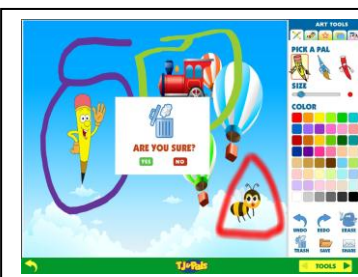 ART TOOLS
PICK A PAL
SIZE
COLOR
ARE YOU SURE?
YES
NO
UNDO
REDO
ERASE
TRASH
SAVE
SHARE
TJ & Pals
TOOLS